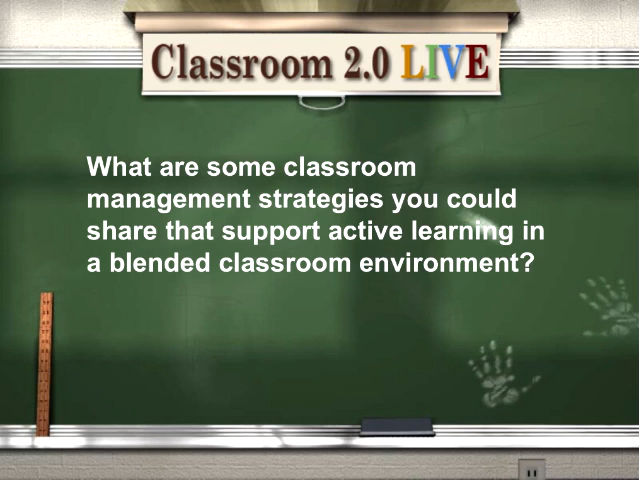 Classroom 2.0 LIVE
What are some classroom
management strategies you could
share that support active learning in
a blended classroom environment?